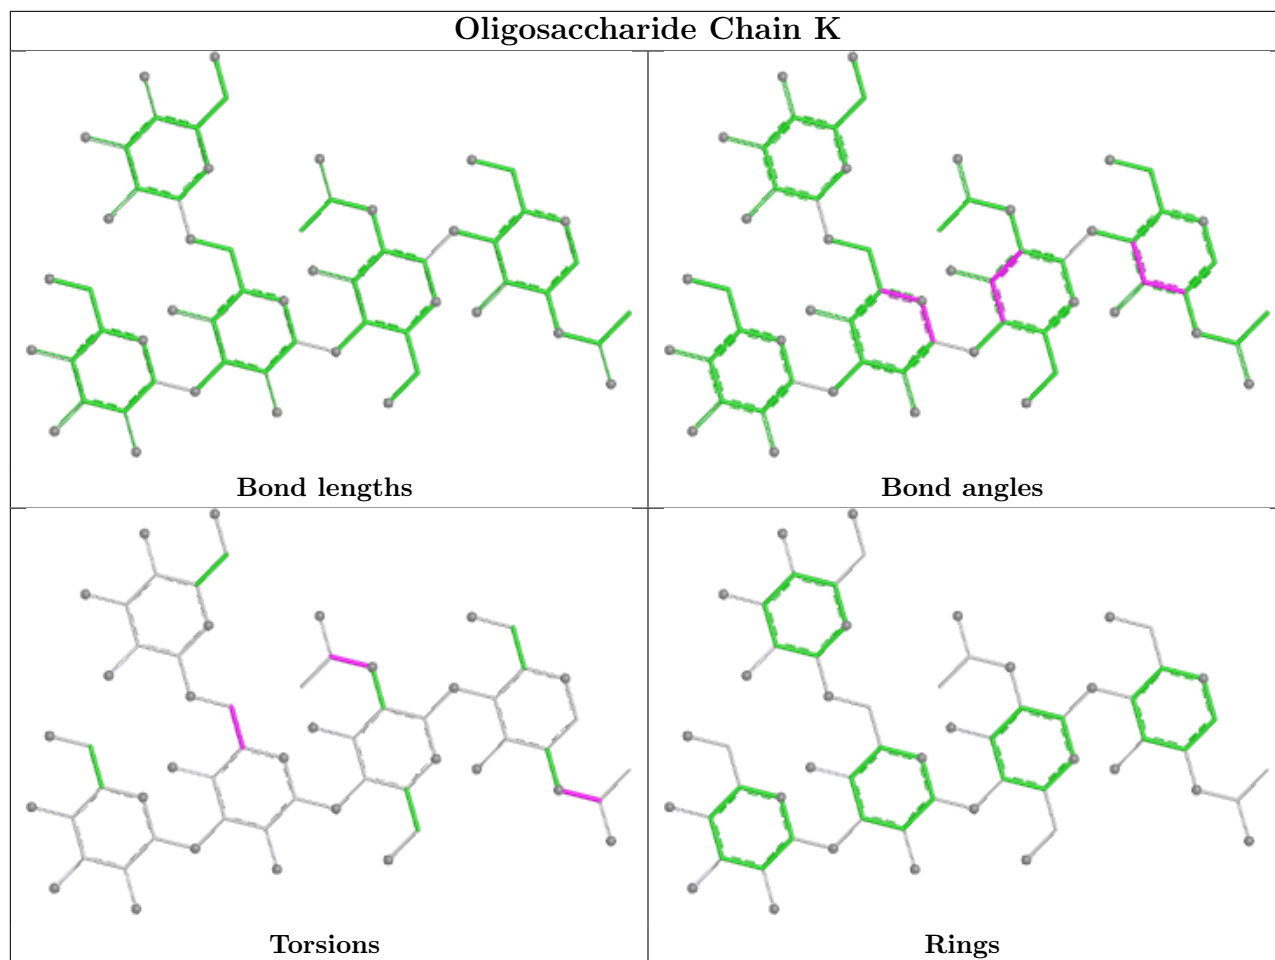 Oligosaccharide Chain K
Bond lengths
Bond angles
Torsions
Rings